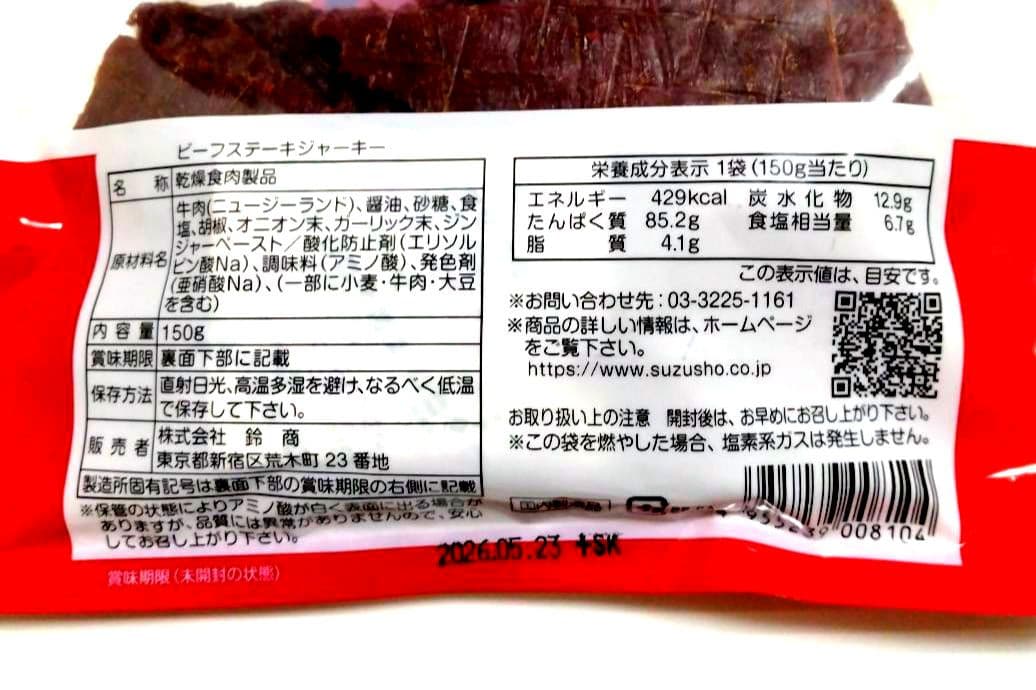 ビーフステーキジャーキー
名 称 乾燥食肉製品
原材料名 牛肉(ニュージーランド)、醤油、砂糖、食
塩、胡椒、オニオン末、ガーリック末、ジン
ジャーペースト/酸化防止剤(エリソル
ビン酸Na)、調味料(アミノ酸)、発色剤
(亜硝酸Na)、(一部に小麦・牛肉・大豆
を含む)
内 容 量 150g
賞味期限 裏面下部に記載
保存方法 直射日光、高温多湿を避け、なるべく低温
で保存して下さい。
販 売 者 株式会社 鈴 商
東京都新宿区荒木町 23 番地
製造所固有記号は裏面下部の賞味期限の右側に記載
※保管の状態によりアミノ酸が白く表面に出る場合が
ありますが、品質には異常がありませんので、安心
してお召し上がり下さい。
栄養成分表示 1袋(150g当たり)
エネルギー 429kcal 炭 水 化 物 12.9g
たんぱく質 85.2g 食塩相当量 6.7g
脂 質 4.1g
この表示値は、目安です。
※お問い合わせ先:03-3225-1161
※商品の詳しい情報は、ホームページ
をご覧下さい。
https://www.suzusho.co.jp
お取り扱い上の注意 開封後は、お早めにお召し上がり下さい。
※この袋を燃やした場合、塩素系ガスは発生しません。
国内製造品
008104
2026.05.23 +SK
賞味期限(未開封の状態)